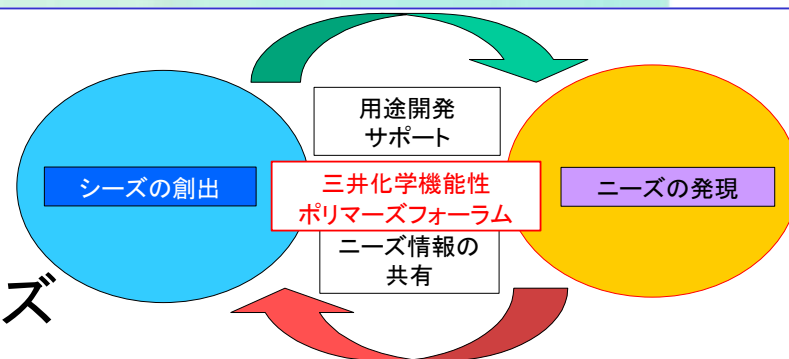 用途開発
サポート
シーズの創出
三井化学機能性
ポリマーズフォーラム
ニーズの発現
ニーズ情報の
共有
ズ